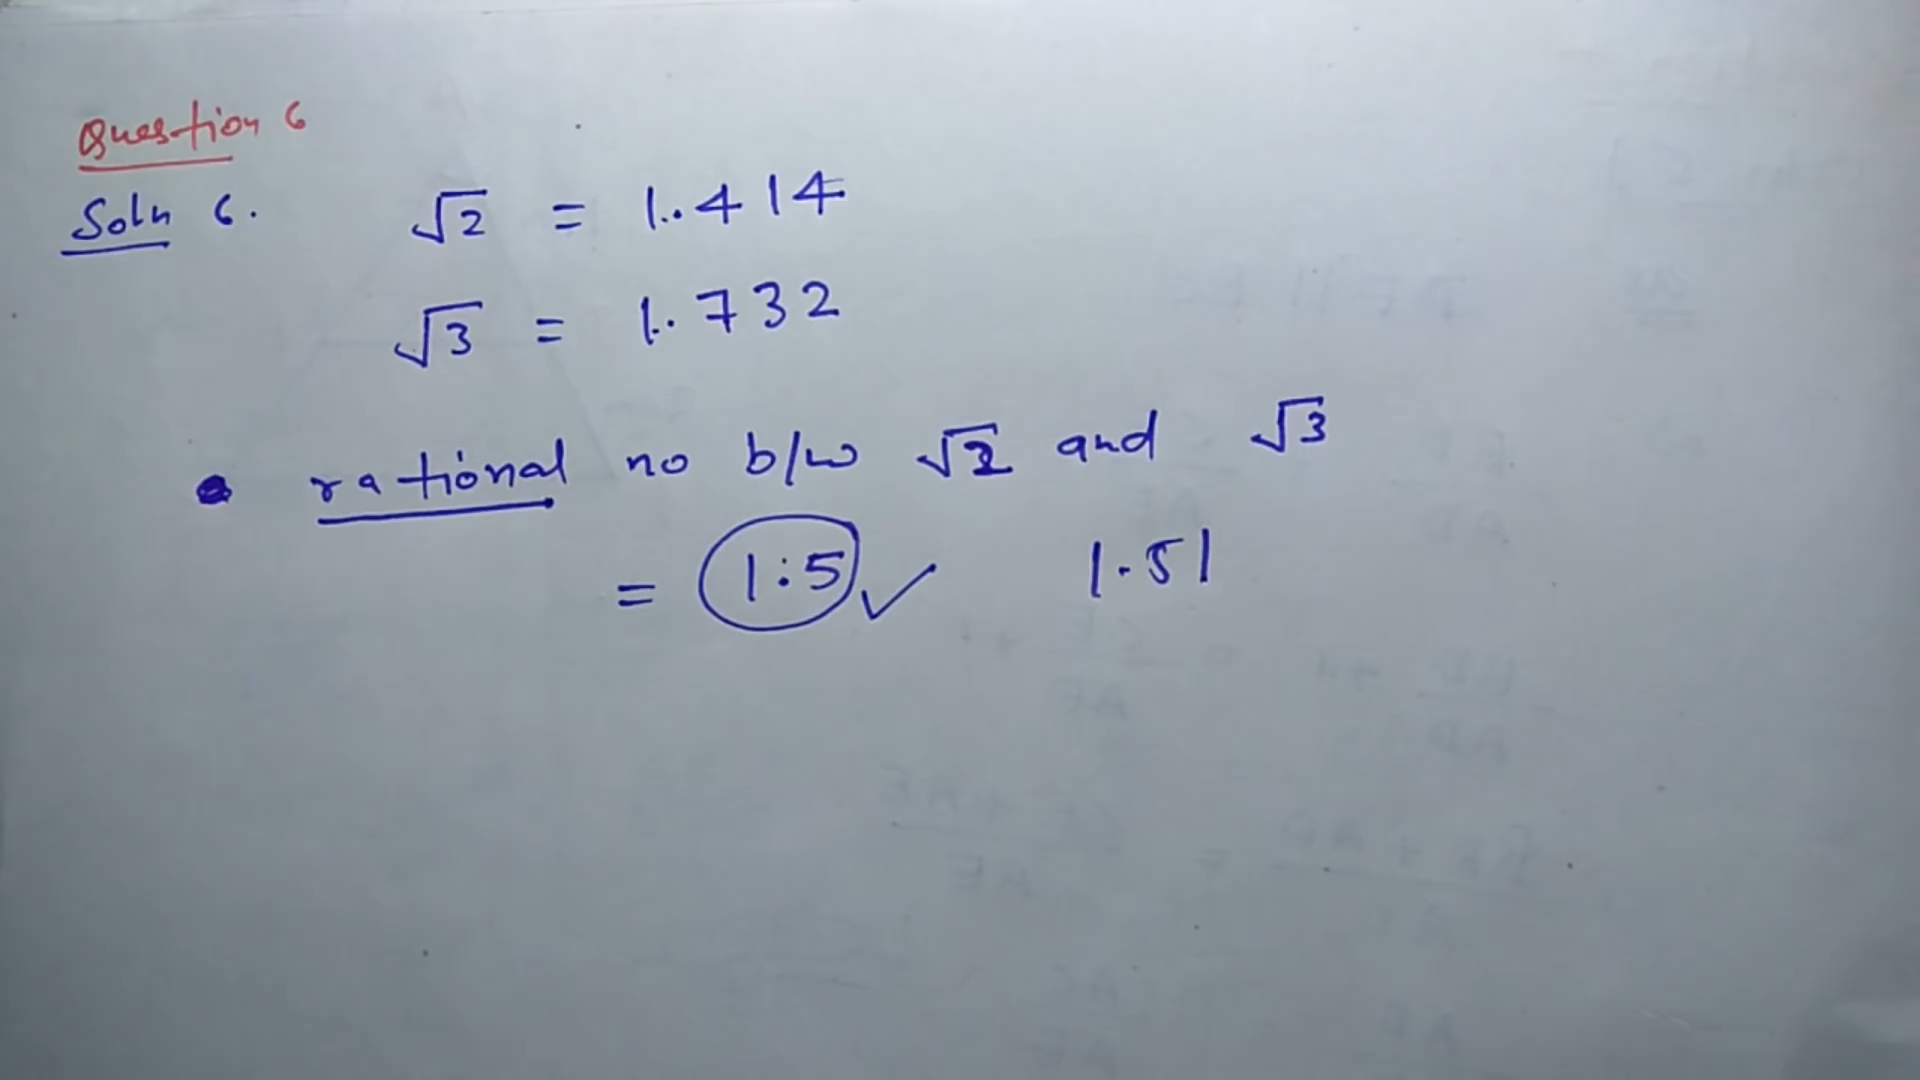 Question 6
Soln 6. √2 = 1.414
√3 = 1.732
rational no b/w √2 and √3
= 1.5 ✓ 1.51